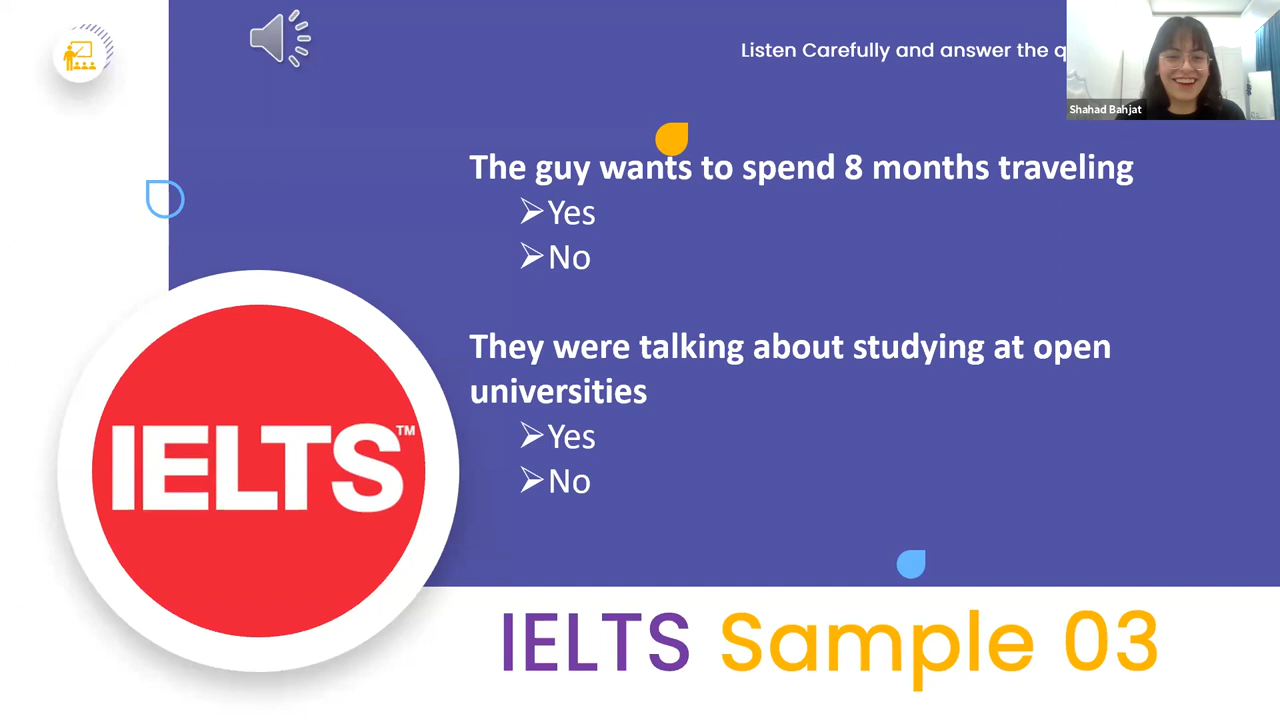 Listen Carefully and answer the q
Shahad Bahjat
The guy wants to spend 8 months traveling
➢Yes
➢No
They were talking about studying at open
universities
➢Yes
➢No
IELTS™
IELTS Sample 03